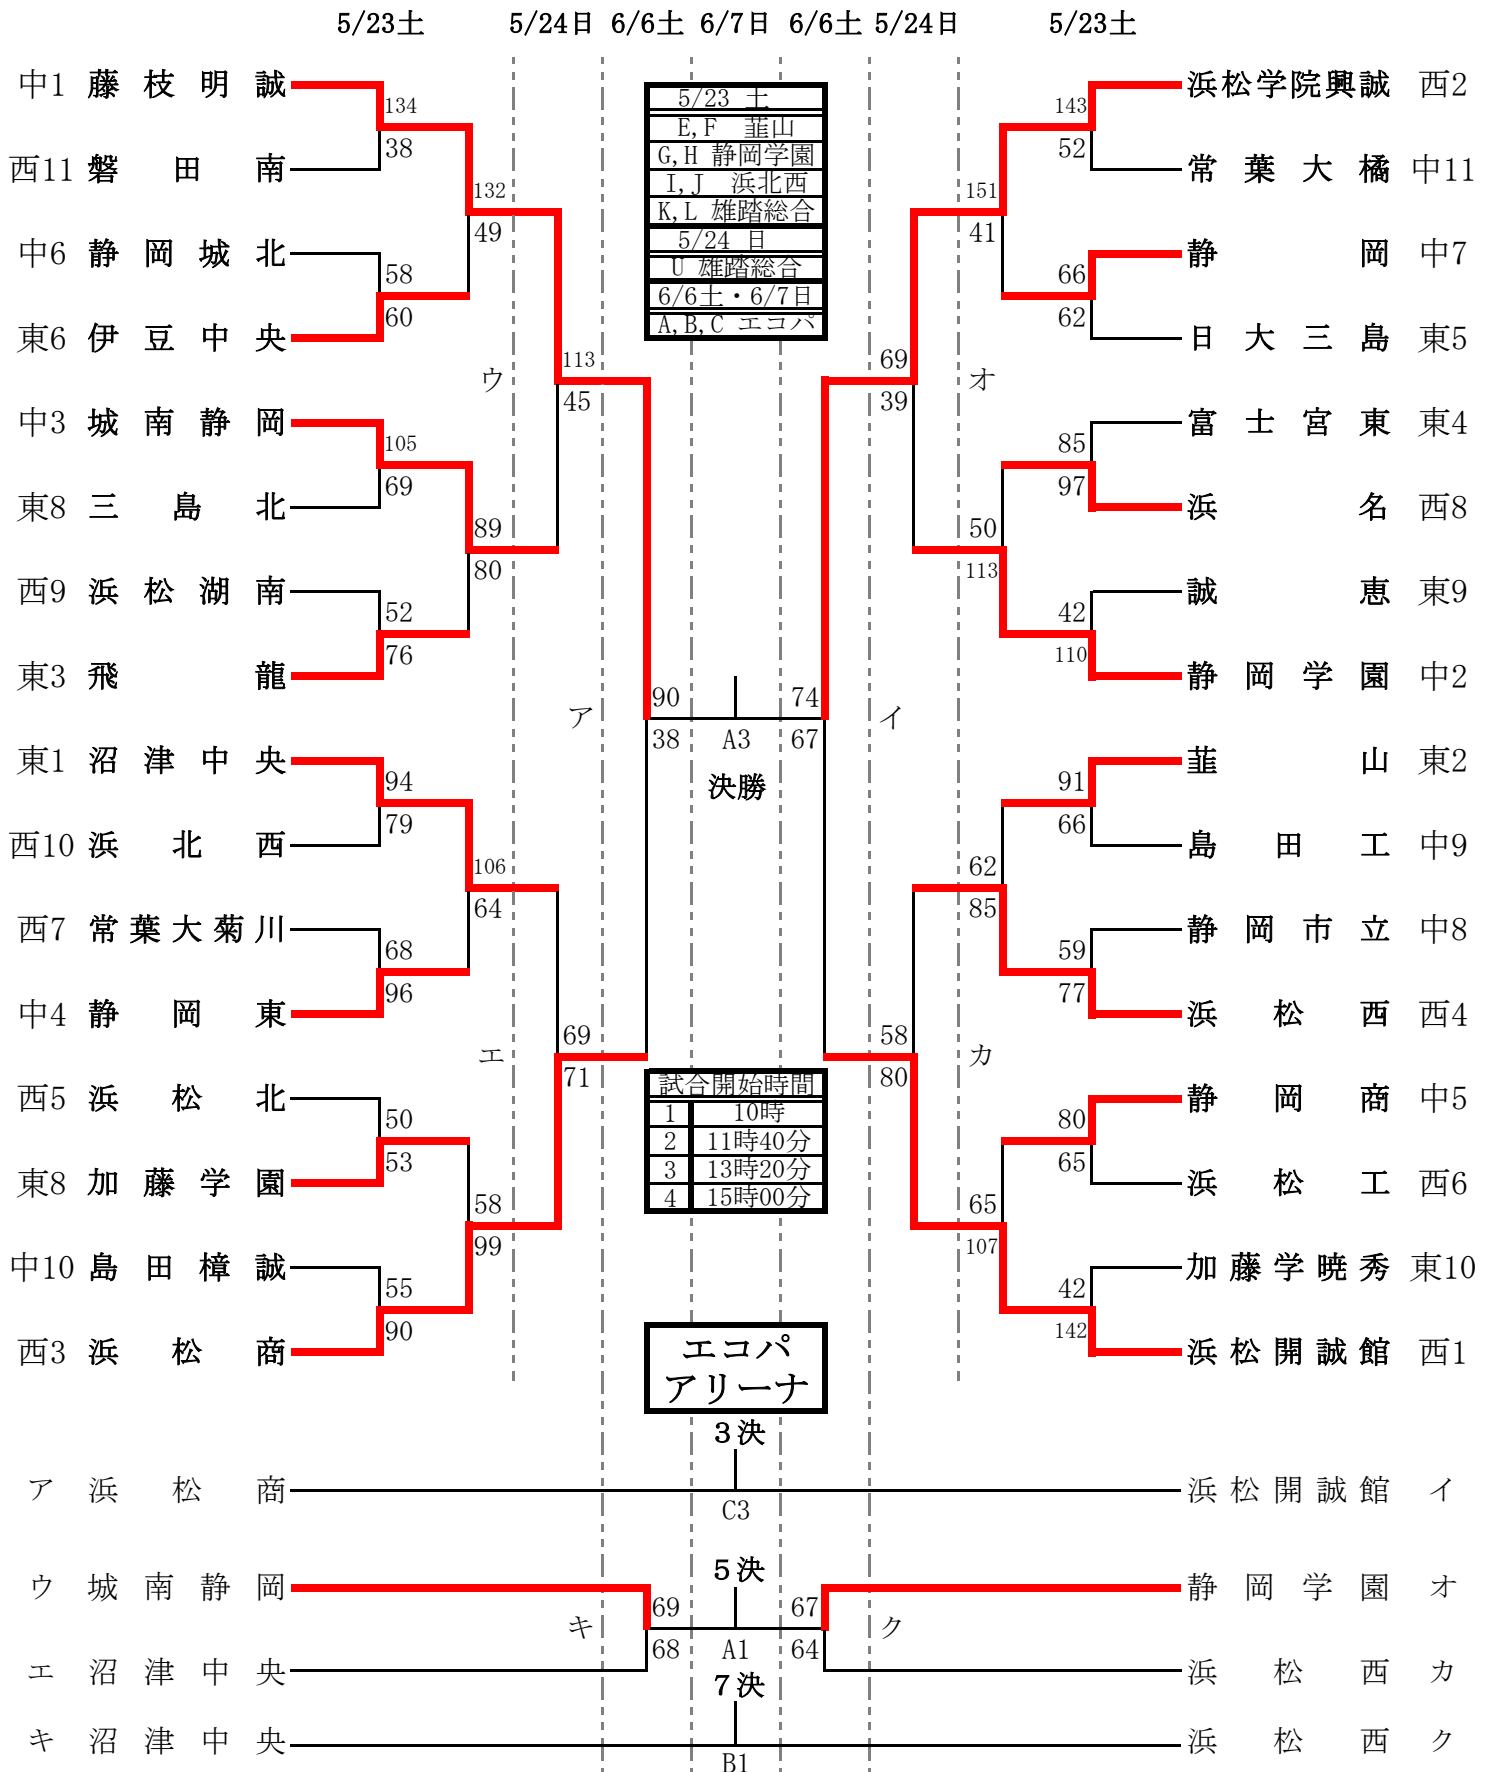 5/23土 5/24日 6/6土 6/7日 6/6土 5/24日 5/23土
中1 藤枝明誠
134
38
西11 磐田南
132
49
中6 静岡城北
58
60
東6 伊豆中央
113
45
ウ
中3 城南静岡
105
69
東8 三島北
89
80
西9 浜松湖南
52
76
東3 飛龍
ア
東1 沼津中央
94
79
西10 浜北西
106
64
西7 常葉大菊川
68
96
中4 静岡東
69
71
エ
西5 浜松北
50
53
東8 加藤学園
58
99
中10 島田樟誠
55
90
西3 浜松商
5/23 土
E,F 韮山
G,H 静岡学園
I,J 浜北西
K,L 雄踏総合
5/24 日
U 雄踏総合
6/6土・6/7日
A,B,C エコパ
90 74
38 A3 67
決勝
試合開始時間
1 10時
2 11時40分
3 13時20分
4 15時00分
エコパ
アリーナ
浜松学院興誠 西2
143
52
常葉大橘 中11
151
41
静岡 中7
66
62
日大三島 東5
69
39
オ
富士宮東 東4
85
97
浜名 西8
50
113
誠恵 東9
42
110
静岡学園 中2
イ
韮山 東2
91
66
島田工 中9
62
85
静岡市立 中8
59
77
浜松西 西4
58
80
カ
静岡商 中5
80
65
浜松工 西6
65
107
加藤学暁秀 東10
42
142
浜松開誠館 西1
3決
ア 浜松商 浜松開誠館 イ
C3
5決
ウ 城南静岡 静岡学園 オ
69 67
キ ク
68 A1 64
エ 沼津中央 浜松西 カ
7決
キ 沼津中央 浜松西 ク
B1